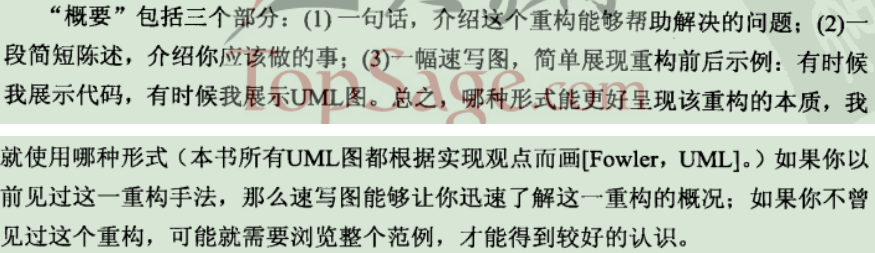 “概要”包括三个部分：(1)一句话，介绍这个重构能够帮助解决的问题；(2)一
段简短陈述，介绍你应该做的事；(3)一幅速写图，简单展现重构前后示例：有时候
我展示代码，有时候我展示UML图。总之，哪种形式能更好呈现该重构的本质，我
TopSage.com
就使用哪种形式（本书所有UML图都根据实现观点而画[Fowler，UML]。）如果你以
前见过这一重构手法，那么速写图能够让你迅速了解这一重构的概况；如果你不曾
见过这个重构，可能就需要浏览整个范例，才能得到较好的认识。